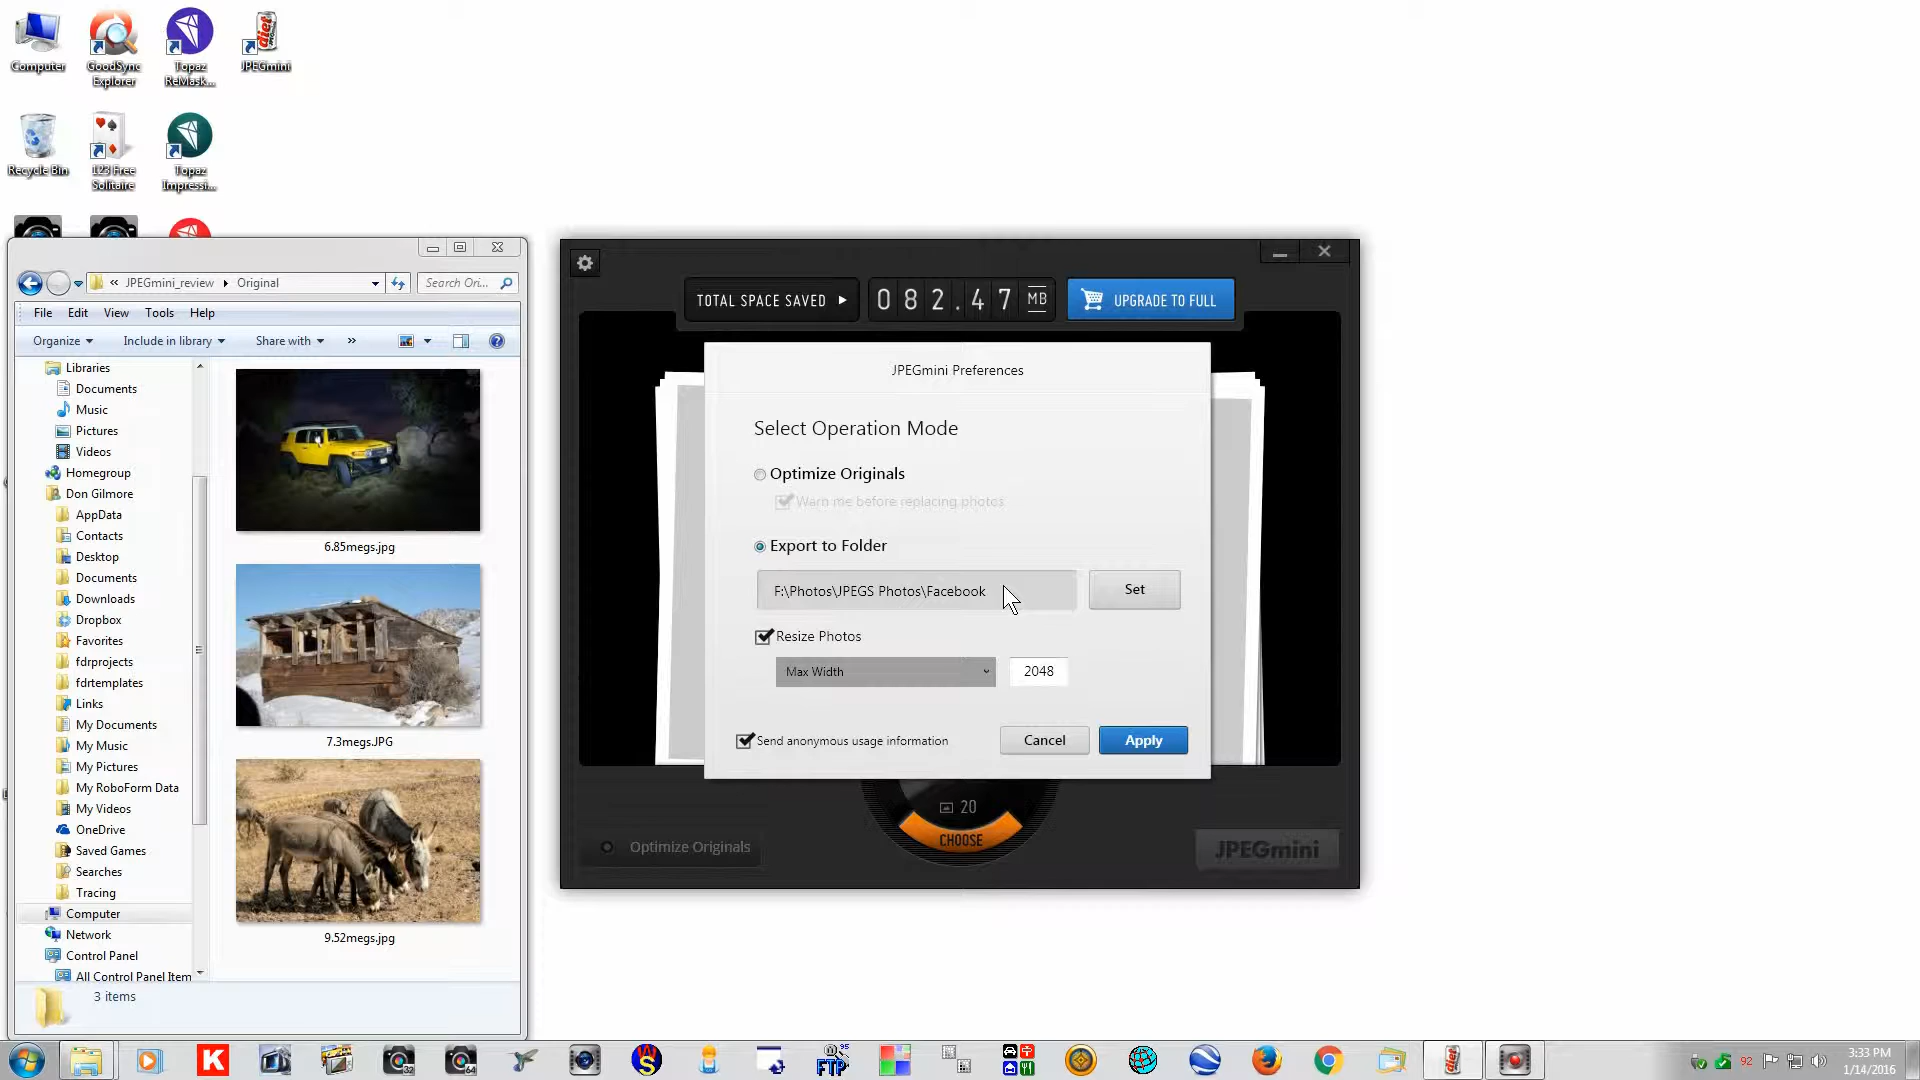 Computer
GoodSync Explorer
Topaz ReMask...
JPEGmini
Recycle Bin
123 Free Solitaire
Topaz Impressi...
JPEGmini_review
Original
Search Ori...
File Edit View Tools Help
Organize
Include in library
Share with
»
Libraries
Documents
Music
Pictures
Videos
Homegroup
Don Gilmore
AppData
Contacts
Desktop
Documents
Downloads
Dropbox
Favorites
fdrprojects
fdrtemplates
Links
My Documents
My Music
My Pictures
My RoboForm Data
My Videos
OneDrive
Saved Games
Searches
Tracing
Computer
Network
Control Panel
All Control Panel Item
6.85megs.jpg
7.3megs.JPG
9.52megs.jpg
3 items
TOTAL SPACE SAVED
082.47 MB
UPGRADE TO FULL
JPEGmini Preferences
Select Operation Mode
Optimize Originals
Warn me before replacing photos
Export to Folder
F:\Photos\JPEGS Photos\Facebook
Set
Resize Photos
Max Width
2048
Send anonymous usage information
Cancel
Apply
20
CHOOSE
Optimize Originals
JPEGmini
K
32
64
W
S
95
FTP
diet
92
3:33 PM
1/14/2016